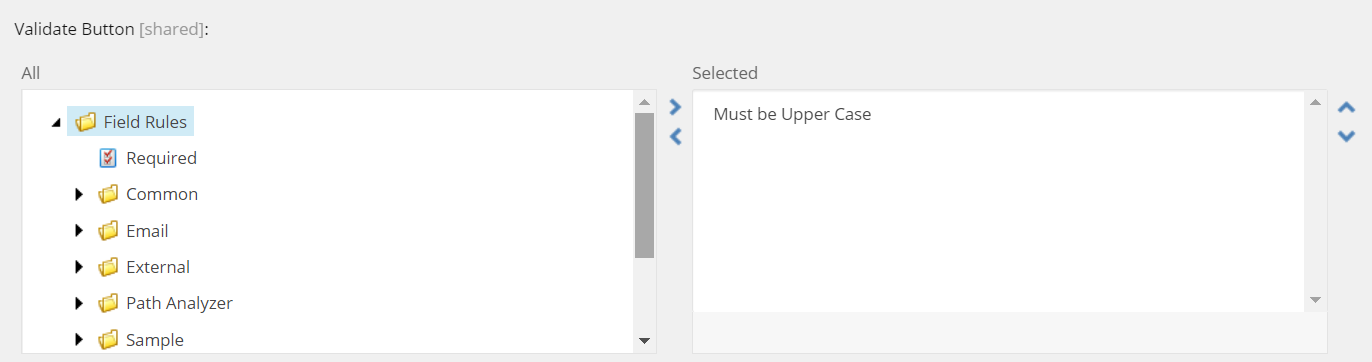 Validate Button [shared]:
All
Selected
Field Rules
Must be Upper Case
Required
Common
Email
External
Path Analyzer
Sample